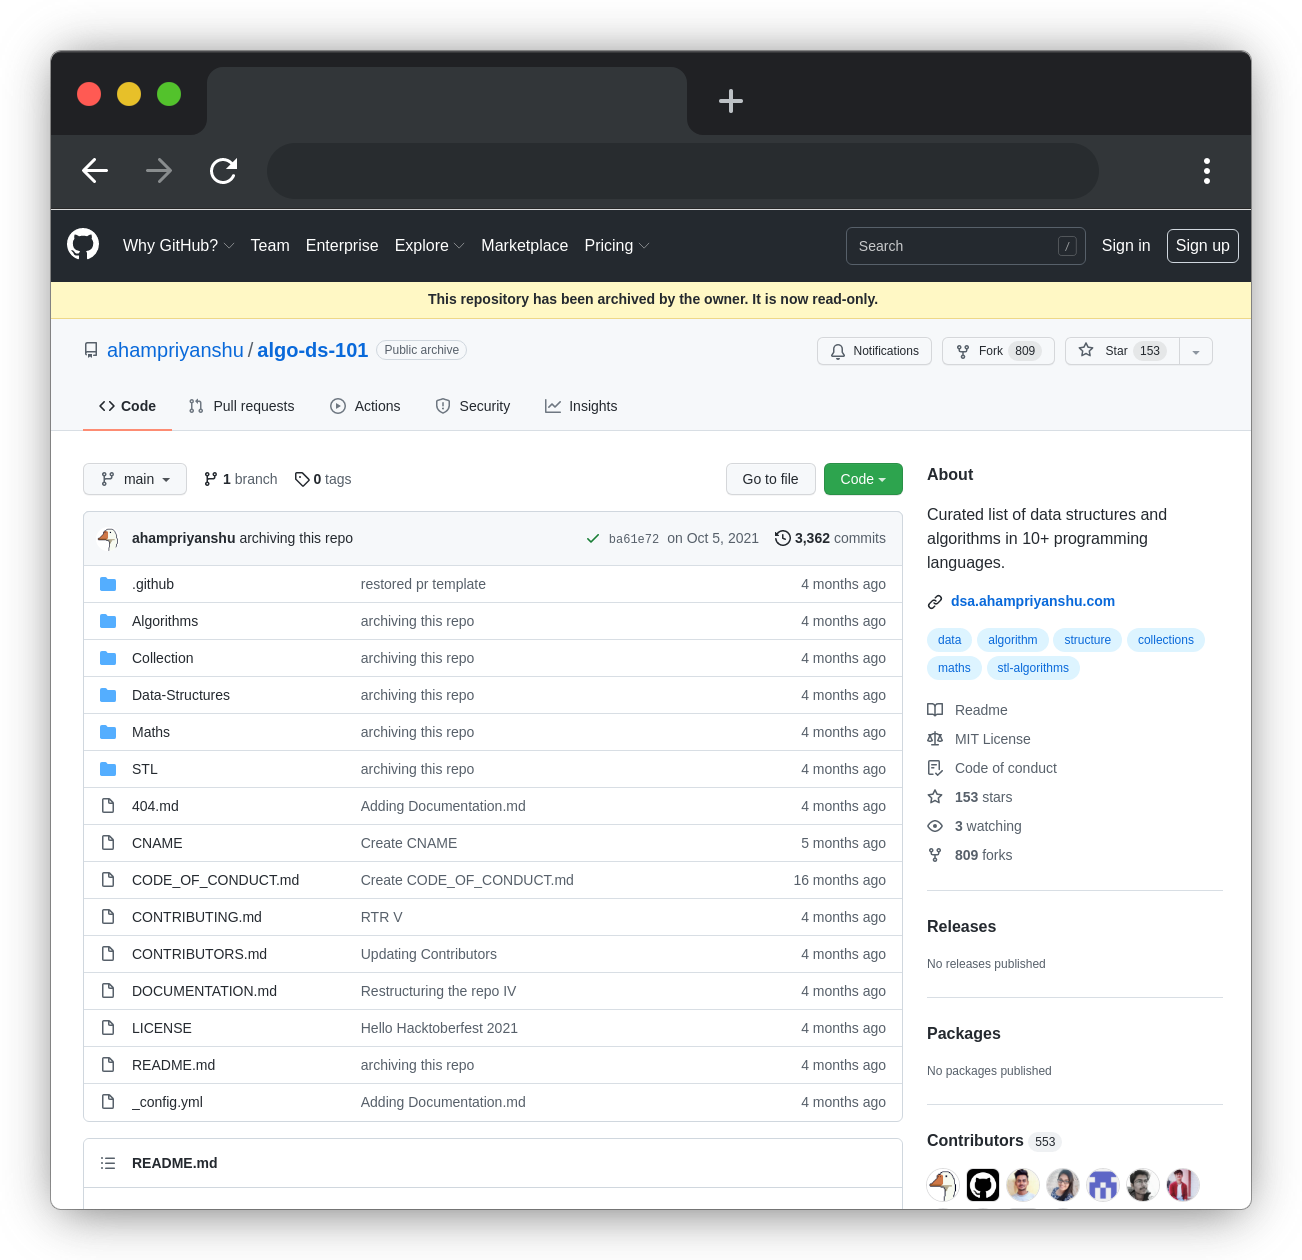 Why GitHub? Team Enterprise Explore Marketplace Pricing Search / Sign in Sign up
This repository has been archived by the owner. It is now read-only.
ahampriyanshu / algo-ds-101 Public archive Notifications Fork 809 Star 153
Code Pull requests Actions Security Insights
main 1 branch 0 tags Go to file Code
ahampriyanshu archiving this repo ba61e72 on Oct 5, 2021 3,362 commits
.github restored pr template 4 months ago
Algorithms archiving this repo 4 months ago
Collection archiving this repo 4 months ago
Data-Structures archiving this repo 4 months ago
Maths archiving this repo 4 months ago
STL archiving this repo 4 months ago
404.md Adding Documentation.md 4 months ago
CNAME Create CNAME 5 months ago
CODE_OF_CONDUCT.md Create CODE_OF_CONDUCT.md 16 months ago
CONTRIBUTING.md RTR V 4 months ago
CONTRIBUTORS.md Updating Contributors 4 months ago
DOCUMENTATION.md Restructuring the repo IV 4 months ago
LICENSE Hello Hacktoberfest 2021 4 months ago
README.md archiving this repo 4 months ago
_config.yml Adding Documentation.md 4 months ago
README.md
About
Curated list of data structures and
algorithms in 10+ programming
languages.
dsa.ahampriyanshu.com
data algorithm structure collections
maths stl-algorithms
Readme
MIT License
Code of conduct
153 stars
3 watching
809 forks
Releases
No releases published
Packages
No packages published
Contributors 553